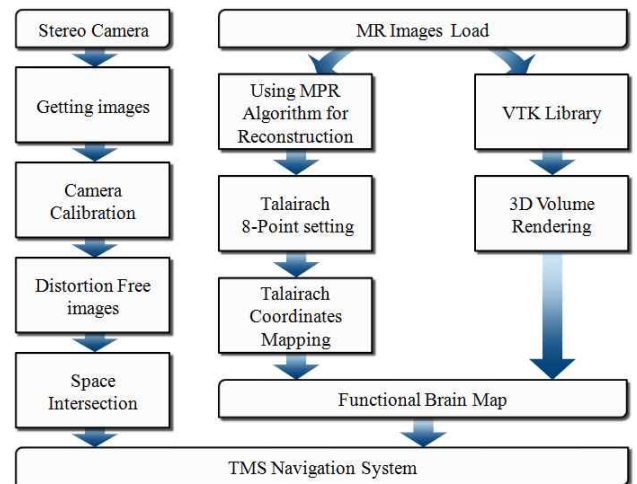 Stereo Camera
Getting images
Camera
Calibration
Distortion Free
images
Space
Intersection
MR Images Load
Using MPR
Algorithm for
Reconstruction
Talairach
8-Point setting
Talairach
Coordinates
Mapping
VTK Library
3D Volume
Rendering
Functional Brain Map
TMS Navigation System